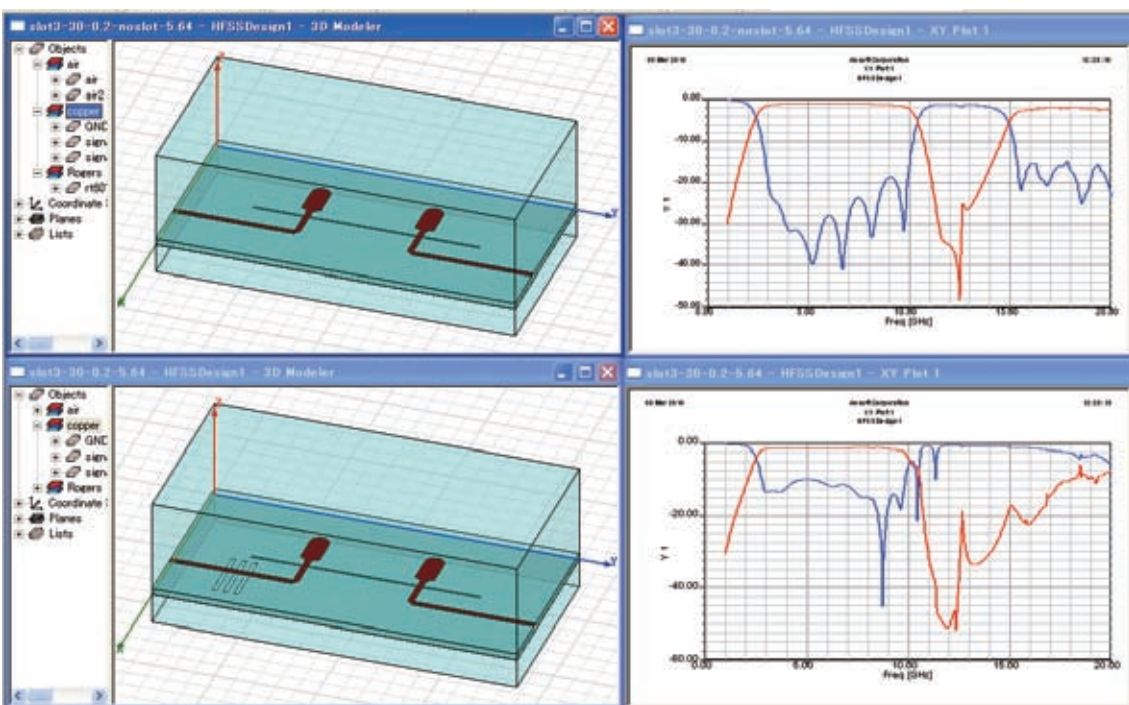 slot3-30-0.2-noslot-5.64 - HFSSDesign1 - 3D Modeler
Objects
air
air
air2
copper
GND
sign
sign
Rogers
Coordinate
Planes
Lists
Z
Y
slot3-30-0.2-noslot-5.64 - HFSSDesign1 - XY Plot 1
Ansoft Corporation
XY Plot 1
HFSSDesign1
0.00
-10.00
-20.00
-30.00
-40.00
-50.00
Y 1
0.00
5.00
10.00
15.00
20.00
Freq [GHz]
slot3-30-0.2-5.64 - HFSSDesign1 - 3D Modeler
Objects
air
copper
GND
sign
sign
Rogers
Coordinate
Planes
Lists
Z
Y
slot3-30-0.2-5.64 - HFSSDesign1 - XY Plot 1
Ansoft Corporation
XY Plot 1
HFSSDesign1
0.00
-20.00
-40.00
-60.00
Y 1
0.00
5.00
10.00
15.00
20.00
Freq [GHz]